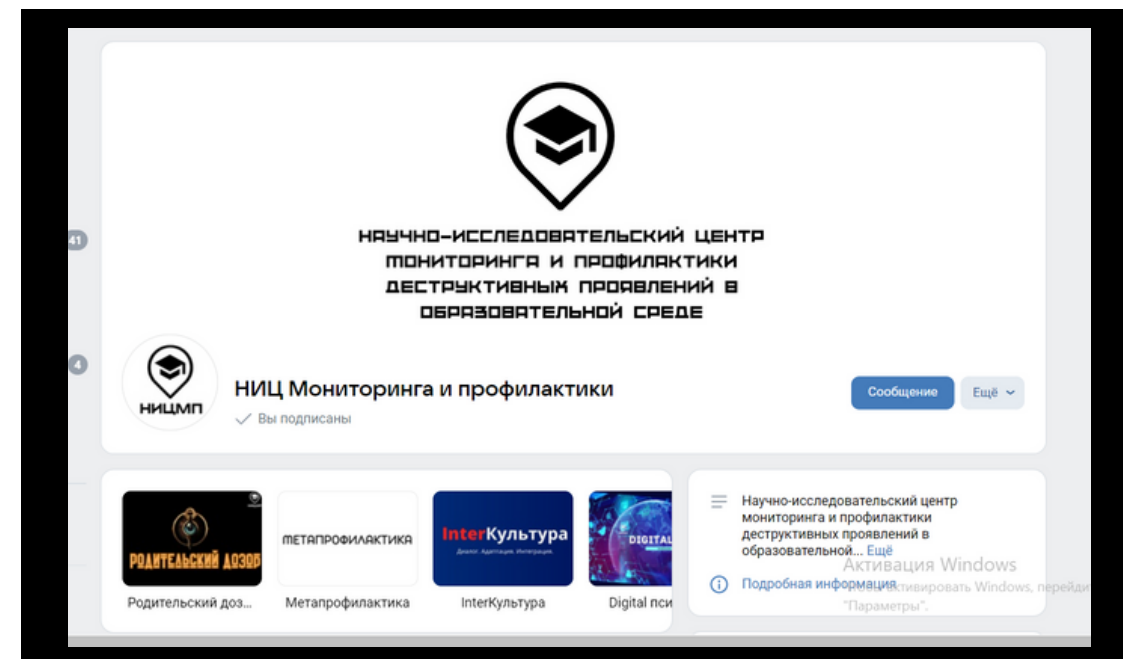 НАУЧНО-ИССЛЕДОВАТЕЛЬСКИЙ ЦЕНТР
МОНИТОРИНГА И ПРОФИЛАКТИКИ
ДЕСТРУКТИВНЫХ ПРОЯВЛЕНИЙ В
ОБРАЗОВАТЕЛЬНОЙ СРЕДЕ
41
4
НИЦМП
НИЦ Мониторинга и профилактики
Вы подписаны
Сообщение
Ещё
РОДИТЕЛЬСКИЙ ДОЗОР
МЕТАПРОФИЛАКТИКА
InterКультура
Диалог. Адаптация. Интеграция.
DIGITAL
Родительский доз...
Метапрофилактика
InterКультура
Digital пси
Научно-исследовательский центр
мониторинга и профилактики
деструктивных проявлений в
образовательной... Ещё
Подробная информация
Активация Windows
активировать Windows, перейди
"Параметры".